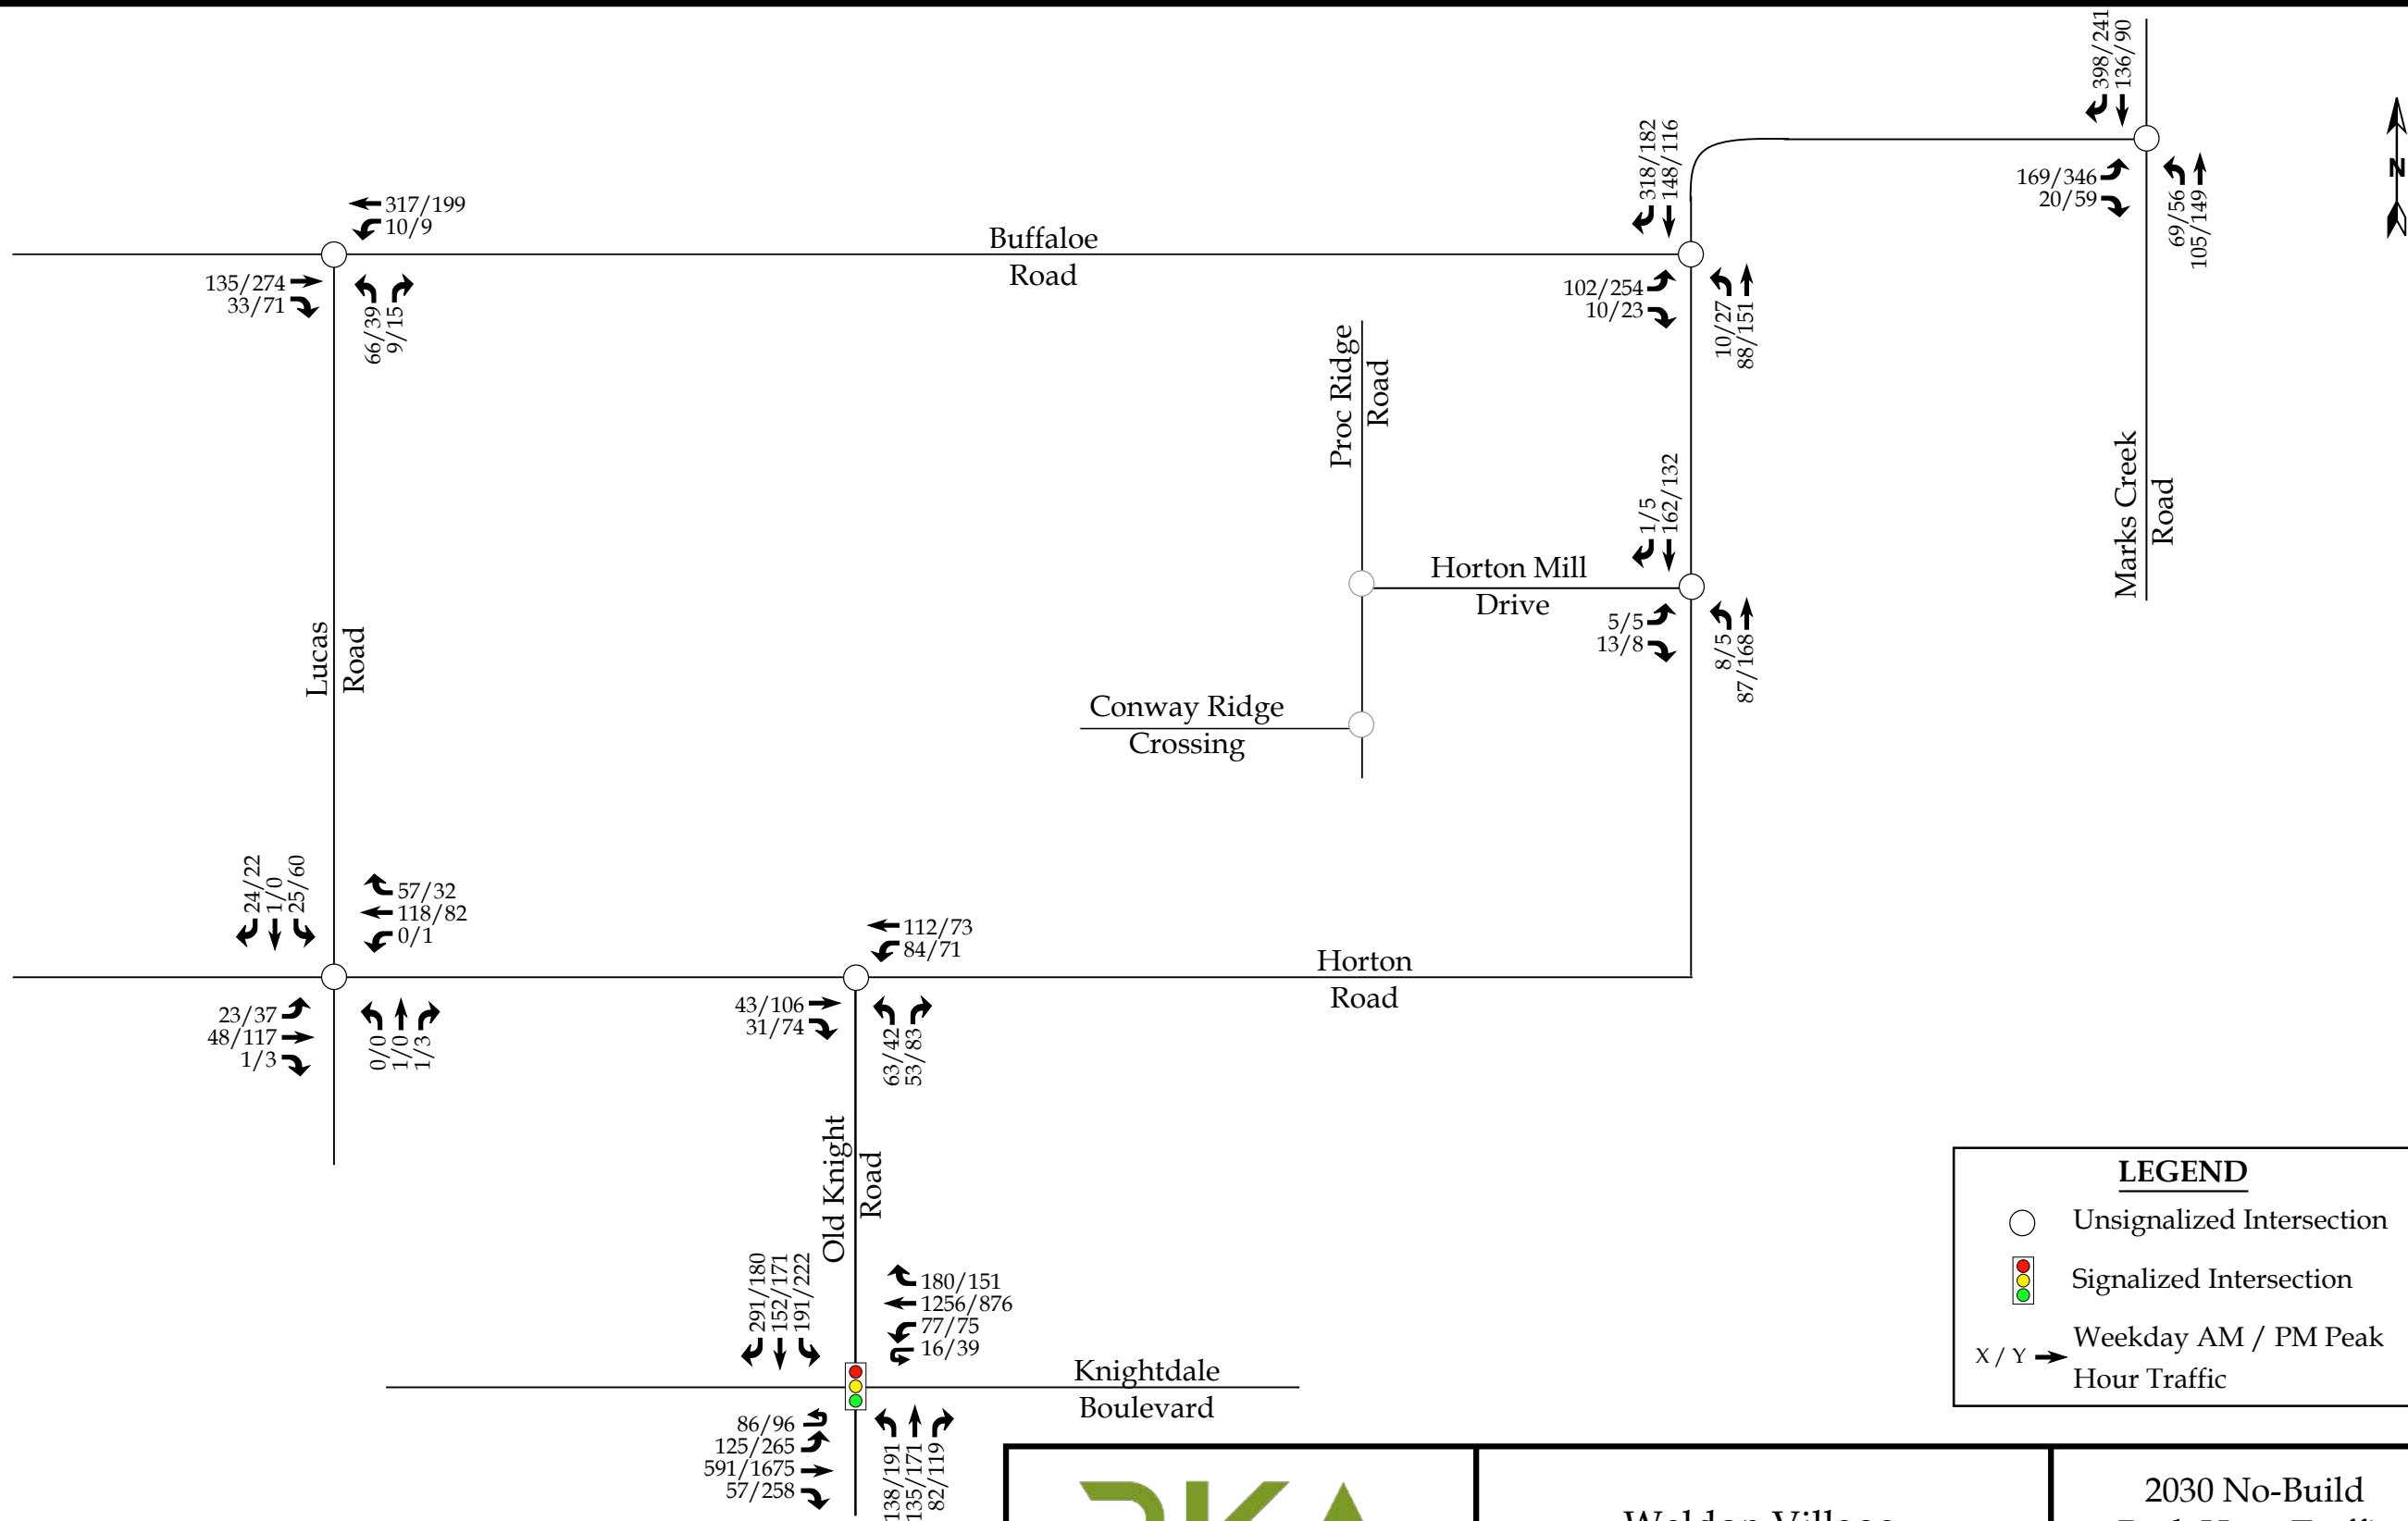 398/241
136/90
169/346
20/59
69/56
105/149
N
318/182
148/116
102/254
10/23
10/27
88/151
317/199
10/9
135/274
33/71
66/39
9/15
Buffaloe
Road
Proc Ridge
Road
Marks Creek
Road
1/5
162/132
Horton Mill
Drive
5/5
13/8
8/5
87/168
Lucas
Road
Conway Ridge
Crossing
24/22
1/0
25/60
57/32
118/82
0/1
23/37
48/117
1/3
0/0
1/0
1/3
112/73
84/71
43/106
31/74
63/42
53/83
Horton
Road
Old Knight
Road
291/180
152/171
191/222
180/151
1256/876
77/75
16/39
Knightdale
Boulevard
86/96
125/265
591/1675
57/258
138/191
135/171
82/119
LEGEND
Unsignalized Intersection
Signalized Intersection
X / Y
Weekday AM / PM Peak
Hour Traffic
Weldon Village
2030 No-Build